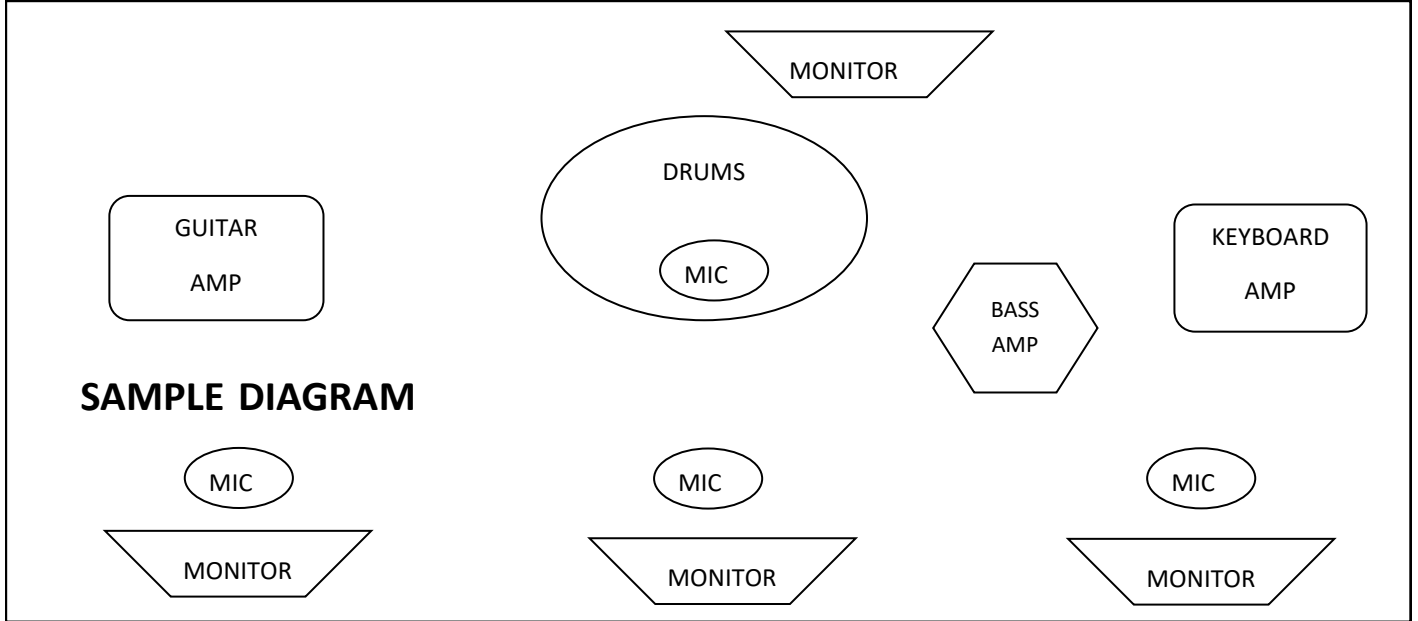 MONITOR
DRUMS
GUITAR
AMP
MIC
KEYBOARD
AMP
BASS
AMP
SAMPLE DIAGRAM
MIC
MIC
MIC
MONITOR
MONITOR
MONITOR